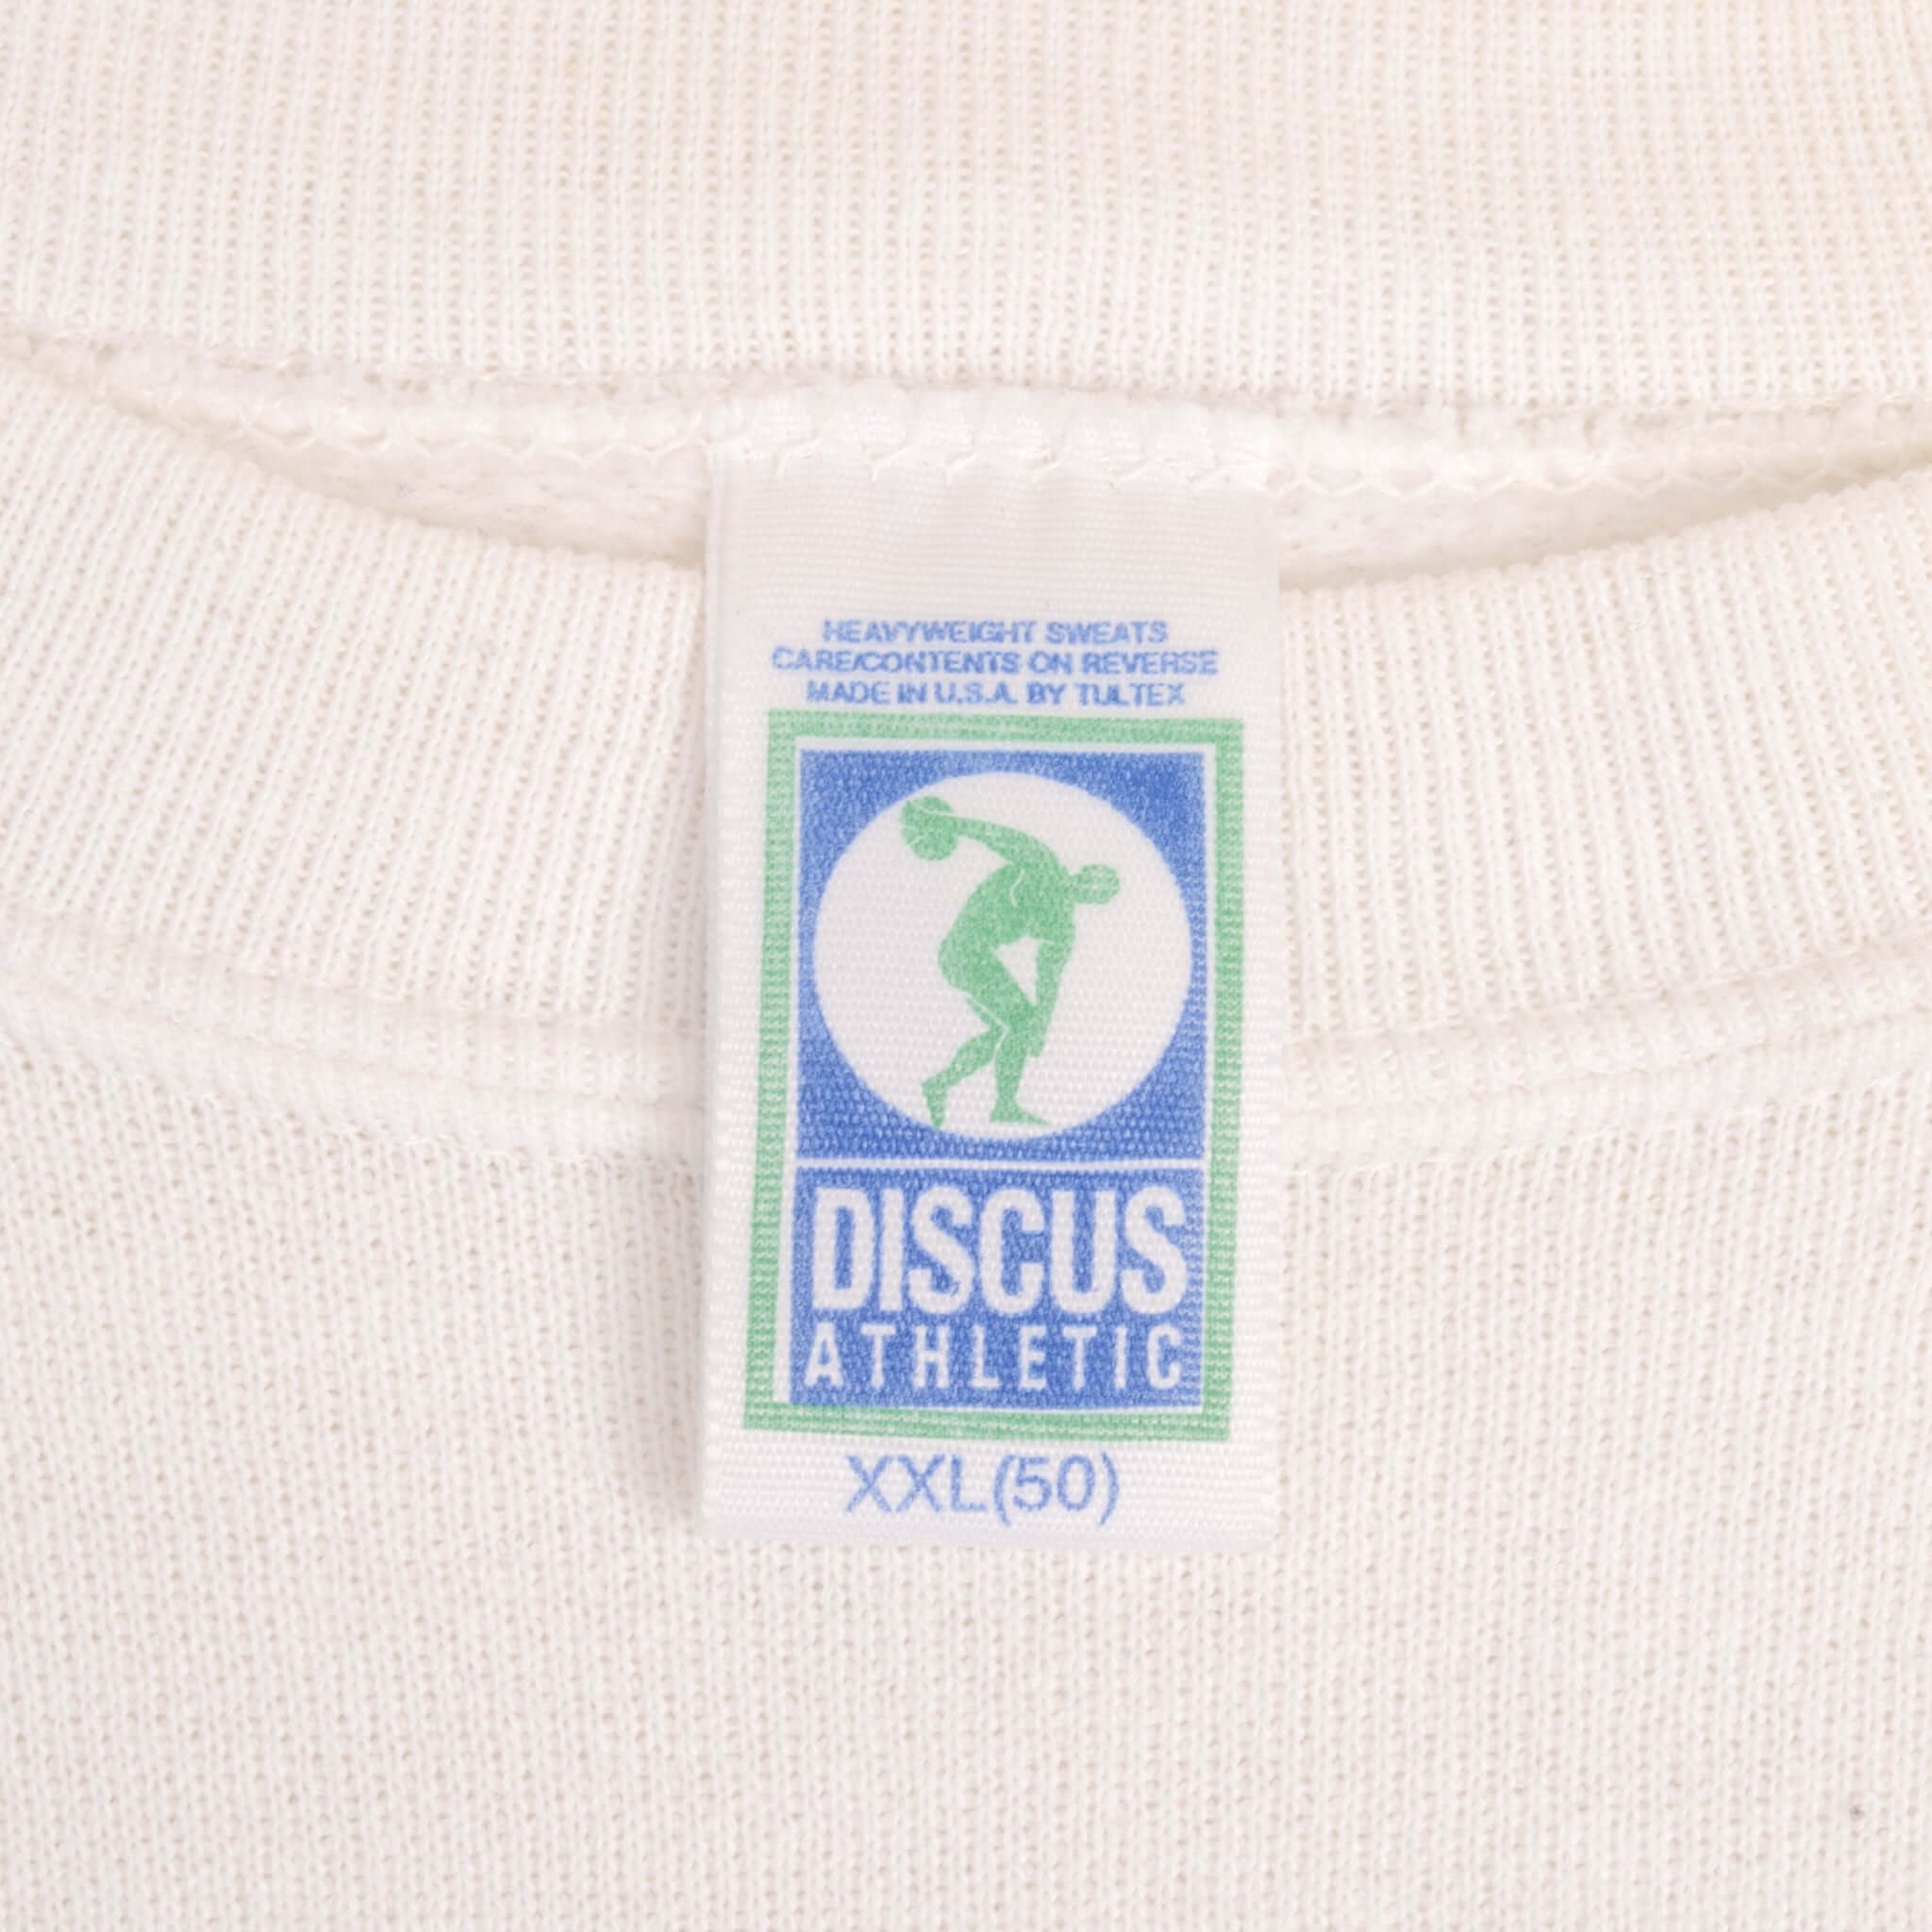 HEAVYWEIGHT SWEATS
CARE/CONTENTS ON REVERSE
MADE IN U.S.A. BY TULTEX
DISCUS
ATHLETIC
XXL(50)